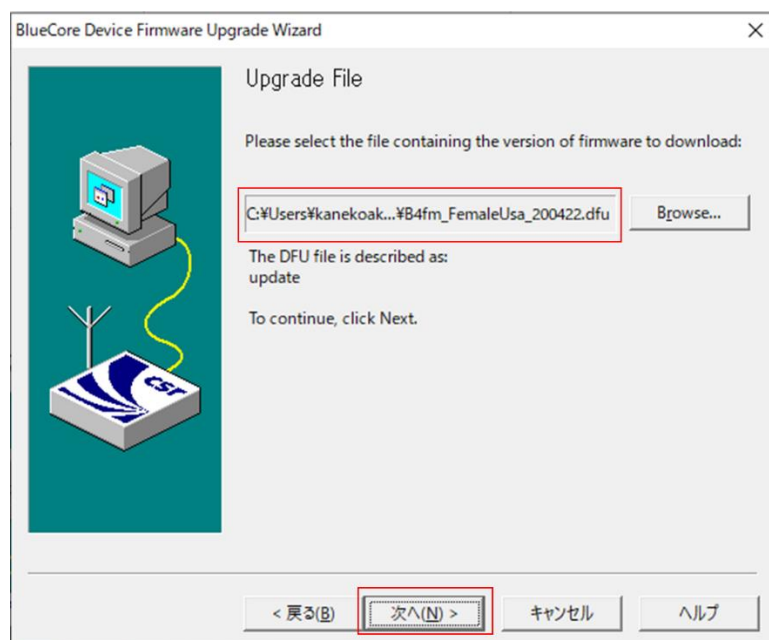 BlueCore Device Firmware Upgrade Wizard
Upgrade File
Please select the file containing the version of firmware to download:
C:¥Users¥kanekoak...¥B4fm_FemaleUsa_200422.dfu
Browse...
The DFU file is described as:
update
To continue, click Next.
CSr
< 戻る(B)
次へ(N) >
キャンセル
ヘルプ